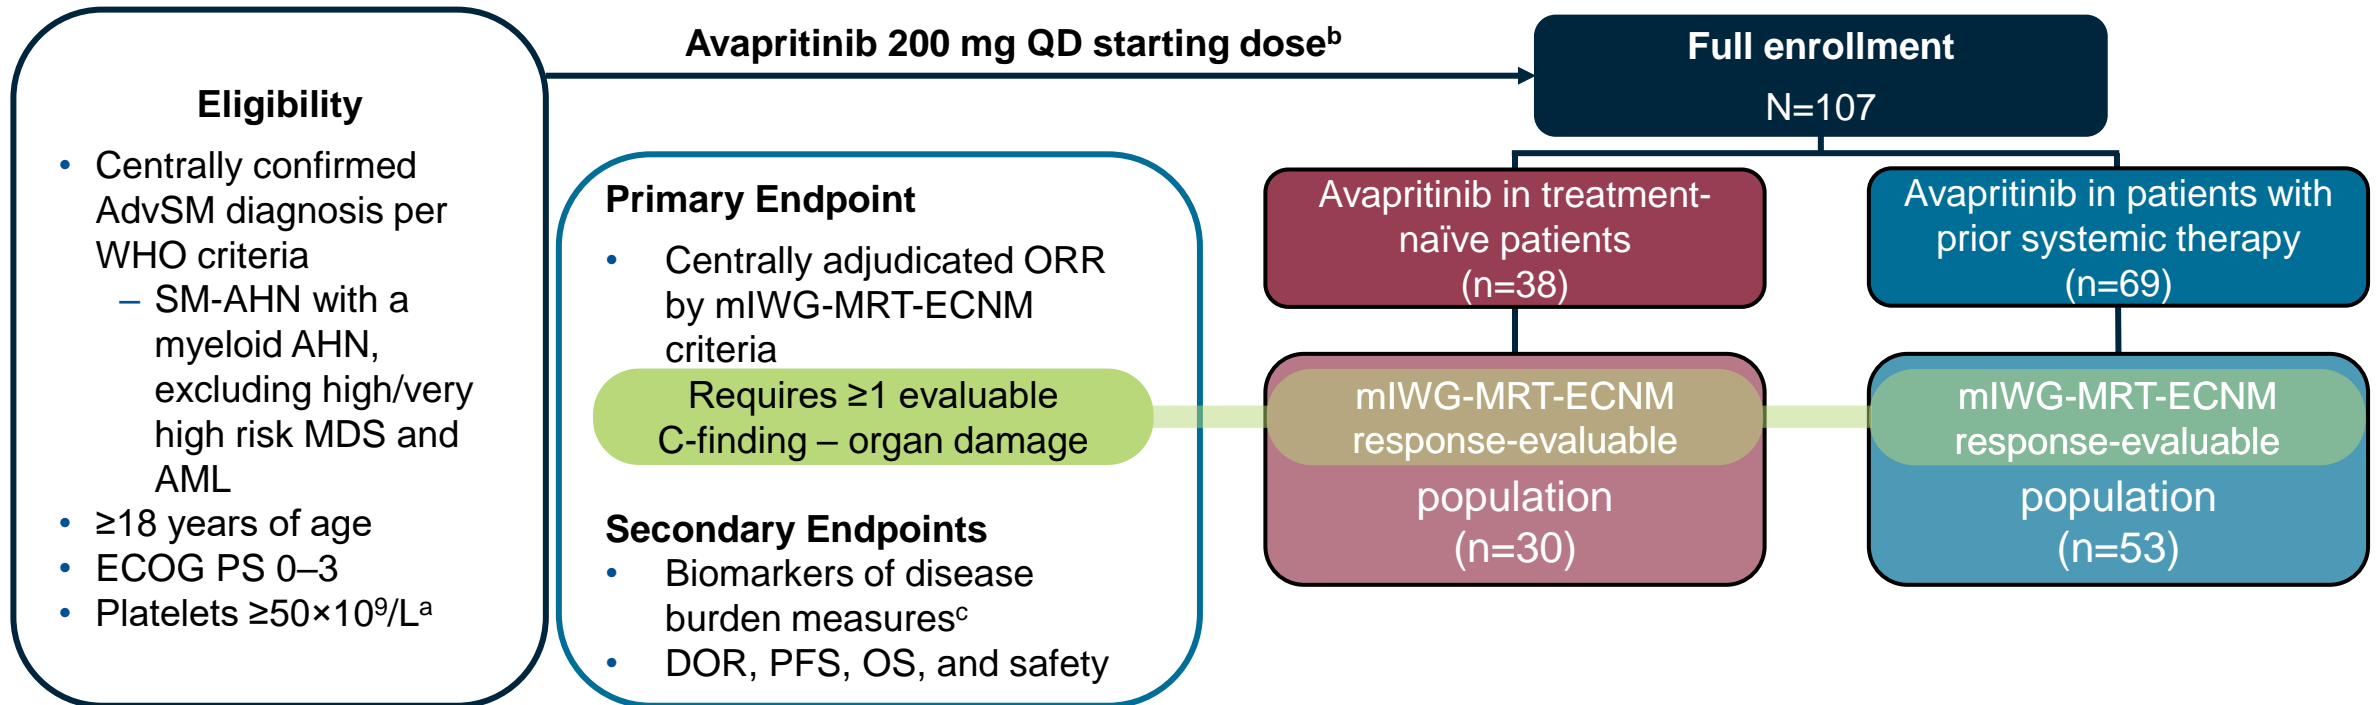 Eligibility
• Centrally confirmed
AdvSM diagnosis per
WHO criteria
– SM-AHN with a
myeloid AHN,
excluding high/very
high risk MDS and
AML
• ≥18 years of age
• ECOG PS 0–3
• Platelets ≥50×10⁹/Lᵃ
Avapritinib 200 mg QD starting doseᵇ
Primary Endpoint
• Centrally adjudicated ORR
by mIWG-MRT-ECNM
criteria
Requires ≥1 evaluable
C-finding – organ damage
Secondary Endpoints
• Biomarkers of disease
burden measuresᶜ
• DOR, PFS, OS, and safety
Full enrollment
N=107
Avapritinib in treatment-
naïve patients
(n=38)
mIWG-MRT-ECNM
response-evaluable
population
(n=30)
Avapritinib in patients with
prior systemic therapy
(n=69)
mIWG-MRT-ECNM
response-evaluable
population
(n=53)